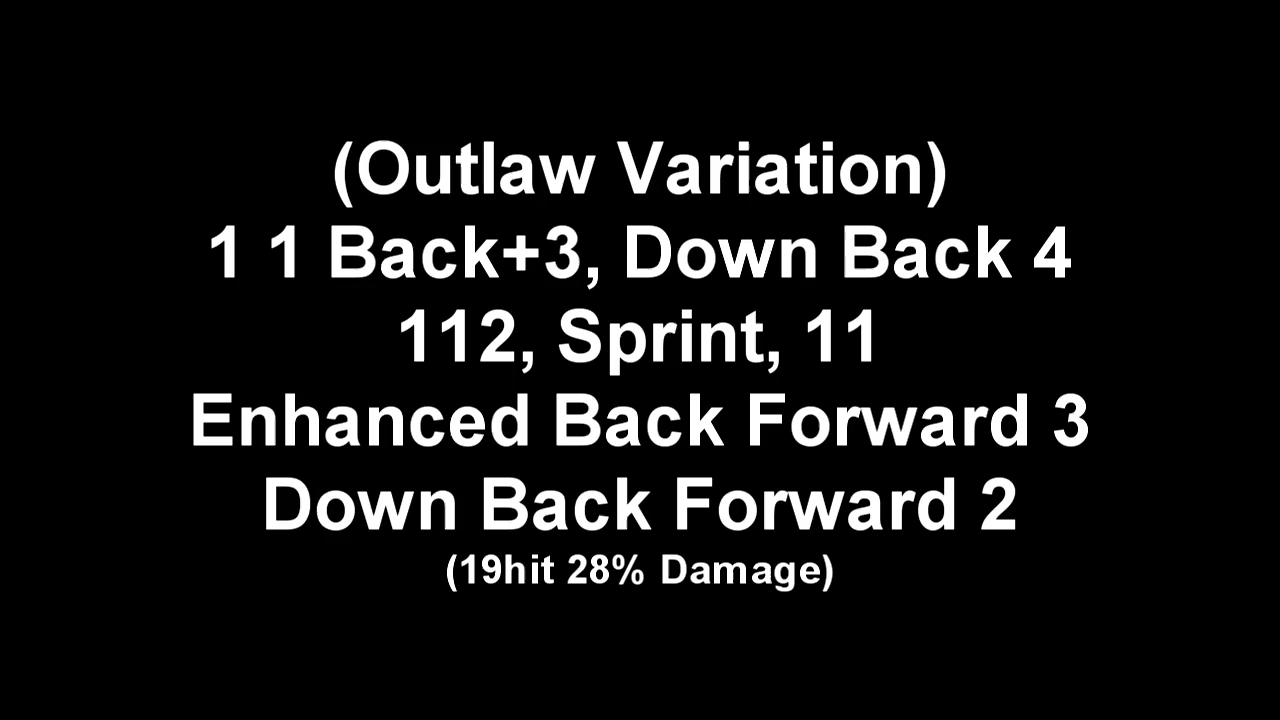 (Outlaw Variation)
1 1 Back+3, Down Back 4
112, Sprint, 11
Enhanced Back Forward 3
Down Back Forward 2
(19hit 28% Damage)